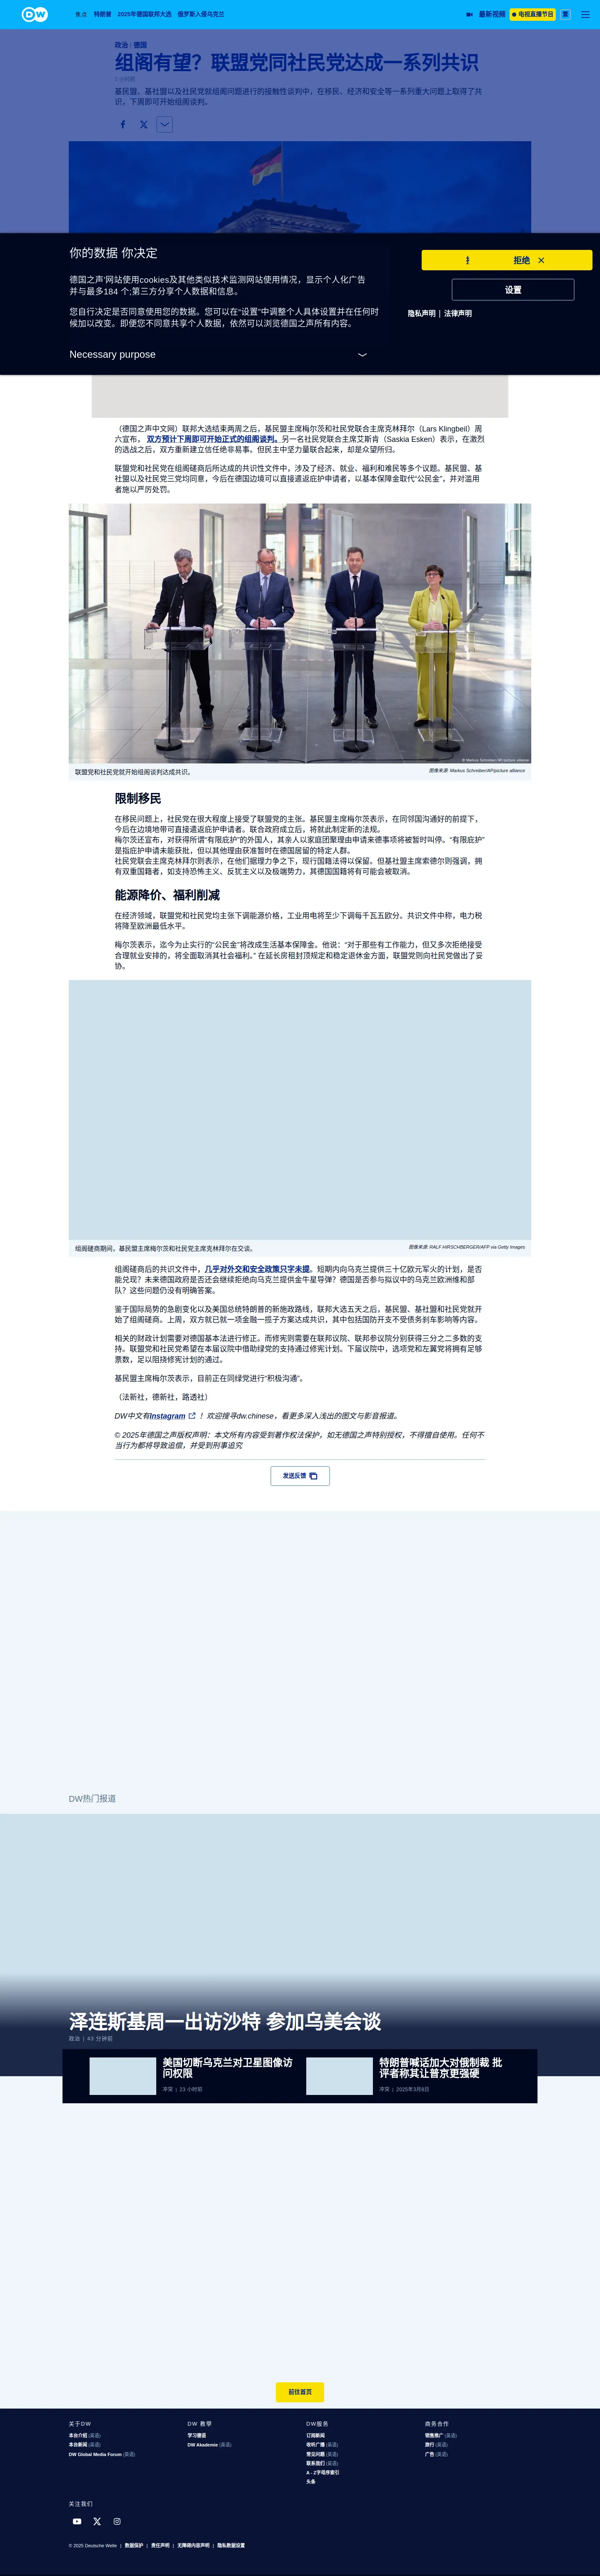 DW
焦点 特朗普 2025年德国联邦大选 俄罗斯入侵乌克兰
最新视频 电视直播节目 繁
政治 | 德国
组阁有望？联盟党同社民党达成一系列共识
2 小时前
基民盟、基社盟以及社民党就组阁问题进行的接触性谈判中，在移民、经济和安全等一系列重大问题上取得了共
识，下周即可开始组阁谈判。
你的数据 你决定
拒绝
德国之声’网站使用cookies及其他类似技术监测网站使用情况，显示个人化广告
并与最多184 个;第三方分享个人数据和信息。
设置
您自行决定是否同意使用您的数据。您可以在“设置”中调整个人具体设置并在任何时
候加以改变。即便您不同意共享个人数据，依然可以浏览德国之声所有内容。
隐私声明 | 法律声明
Necessary purpose
（德国之声中文网）联邦大选结束两周之后，基民盟主席梅尔茨和社民党联合主席克林拜尔（Lars Klingbeil）周
六宣布， 双方预计下周即可开始正式的组阁谈判。另一名社民党联合主席艾斯肯（Saskia Esken）表示，在激烈
的选战之后，双方重新建立信任绝非易事。但民主中坚力量联合起来，却是众望所归。
联盟党和社民党在组阁磋商后所达成的共识性文件中，涉及了经济、就业、福利和难民等多个议题。基民盟、基
社盟以及社民党三党均同意，今后在德国边境可以直接遣返庇护申请者，以基本保障金取代“公民金”，并对滥用
者施以严厉处罚。
© Markus Schreiber/AP/picture alliance
联盟党和社民党就开始组阁谈判达成共识。
图像来源: Markus Schreiber/AP/picture alliance
限制移民
在移民问题上，社民党在很大程度上接受了联盟党的主张。基民盟主席梅尔茨表示，在同邻国沟通好的前提下，
今后在边境地带可直接遣返庇护申请者。联合政府成立后，将就此制定新的法规。
梅尔茨还宣布，对获得所谓“有限庇护”的外国人，其亲人以家庭团聚理由申请来德事项将被暂时叫停。“有限庇护”
是指庇护申请未能获批，但以其他理由获准暂时在德国居留的特定人群。
社民党联会主席克林拜尔则表示，在他们据理力争之下，现行国籍法得以保留。但基社盟主席索德尔则强调，拥
有双重国籍者，如支持恐怖主义、反犹主义以及极端势力，其德国国籍将有可能会被取消。
能源降价、福利削减
在经济领域，联盟党和社民党均主张下调能源价格，工业用电将至少下调每千瓦五欧分。共识文件中称，电力税
将降至欧洲最低水平。
梅尔茨表示，迄今为止实行的“公民金”将改成生活基本保障金。他说：“对于那些有工作能力，但又多次拒绝接受
合理就业安排的，将全面取消其社会福利。” 在延长房租封顶规定和稳定退休金方面，联盟党则向社民党做出了妥
协。
组阁磋商期间，基民盟主席梅尔茨和社民党主席克林拜尔在交谈。
图像来源: RALF HIRSCHBERGER/AFP via Getty Images
组阁磋商后的共识文件中，几乎对外交和安全政策只字未提。短期内向乌克兰提供三十亿欧元军火的计划，是否
能兑现？未来德国政府是否还会继续拒绝向乌克兰提供金牛星导弹？德国是否参与拟议中的乌克兰欧洲维和部
队？这些问题仍没有明确答案。
鉴于国际局势的急剧变化以及美国总统特朗普的新施政路线，联邦大选五天之后，基民盟、基社盟和社民党就开
始了组阁磋商。上周，双方就已就一项金融一揽子方案达成共识，其中包括国防开支不受债务刹车影响等内容。
相关的财政计划需要对德国基本法进行修正。而修宪则需要在联邦议院、联邦参议院分别获得三分之二多数的支
持。联盟党和社民党希望在本届议院中借助绿党的支持通过修宪计划。下届议院中，选项党和左翼党将拥有足够
票数，足以阻挠修宪计划的通过。
基民盟主席梅尔茨表示，目前正在同绿党进行“积极沟通”。
（法新社，德新社，路透社）
DW中文有Instagram ！欢迎搜寻dw.chinese，看更多深入浅出的图文与影音报道。
© 2025年德国之声版权声明：本文所有内容受到著作权法保护，如无德国之声特别授权，不得擅自使用。任何不
当行为都将导致追偿，并受到刑事追究
发送反馈
DW热门报道
泽连斯基周一出访沙特 参加乌美会谈
政治 | 43 分钟前
美国切断乌克兰对卫星图像访
问权限
冲突 | 23 小时前
特朗普喊话加大对俄制裁 批
评者称其让普京更强硬
冲突 | 2025年3月8日
前往首页
关于DW
本台介绍 (英语)
本台新闻 (英语)
DW Global Media Forum (英语)
DW 教學
学习德语
DW Akademie (英语)
DW服务
订阅新闻
收听广播 (英语)
常见问题 (英语)
联系我们 (英语)
A - Z字母序索引
头条
商务合作
销售推广 (英语)
旅行 (英语)
广告 (英语)
关注我们
© 2025 Deutsche Welle | 数据保护 | 责任声明 | 无障碍内容声明 | 隐私数据设置